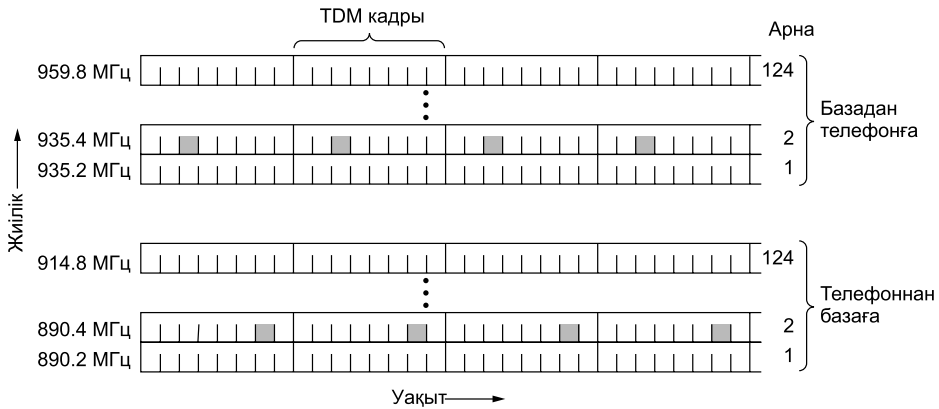 TDM кадры
Арна
959.8 МГц
124
Базадан
телефонға
935.4 МГц
2
935.2 МГц
1
Жиілік
914.8 МГц
124
Телефоннан
базаға
890.4 МГц
2
890.2 МГц
1
Уақыт